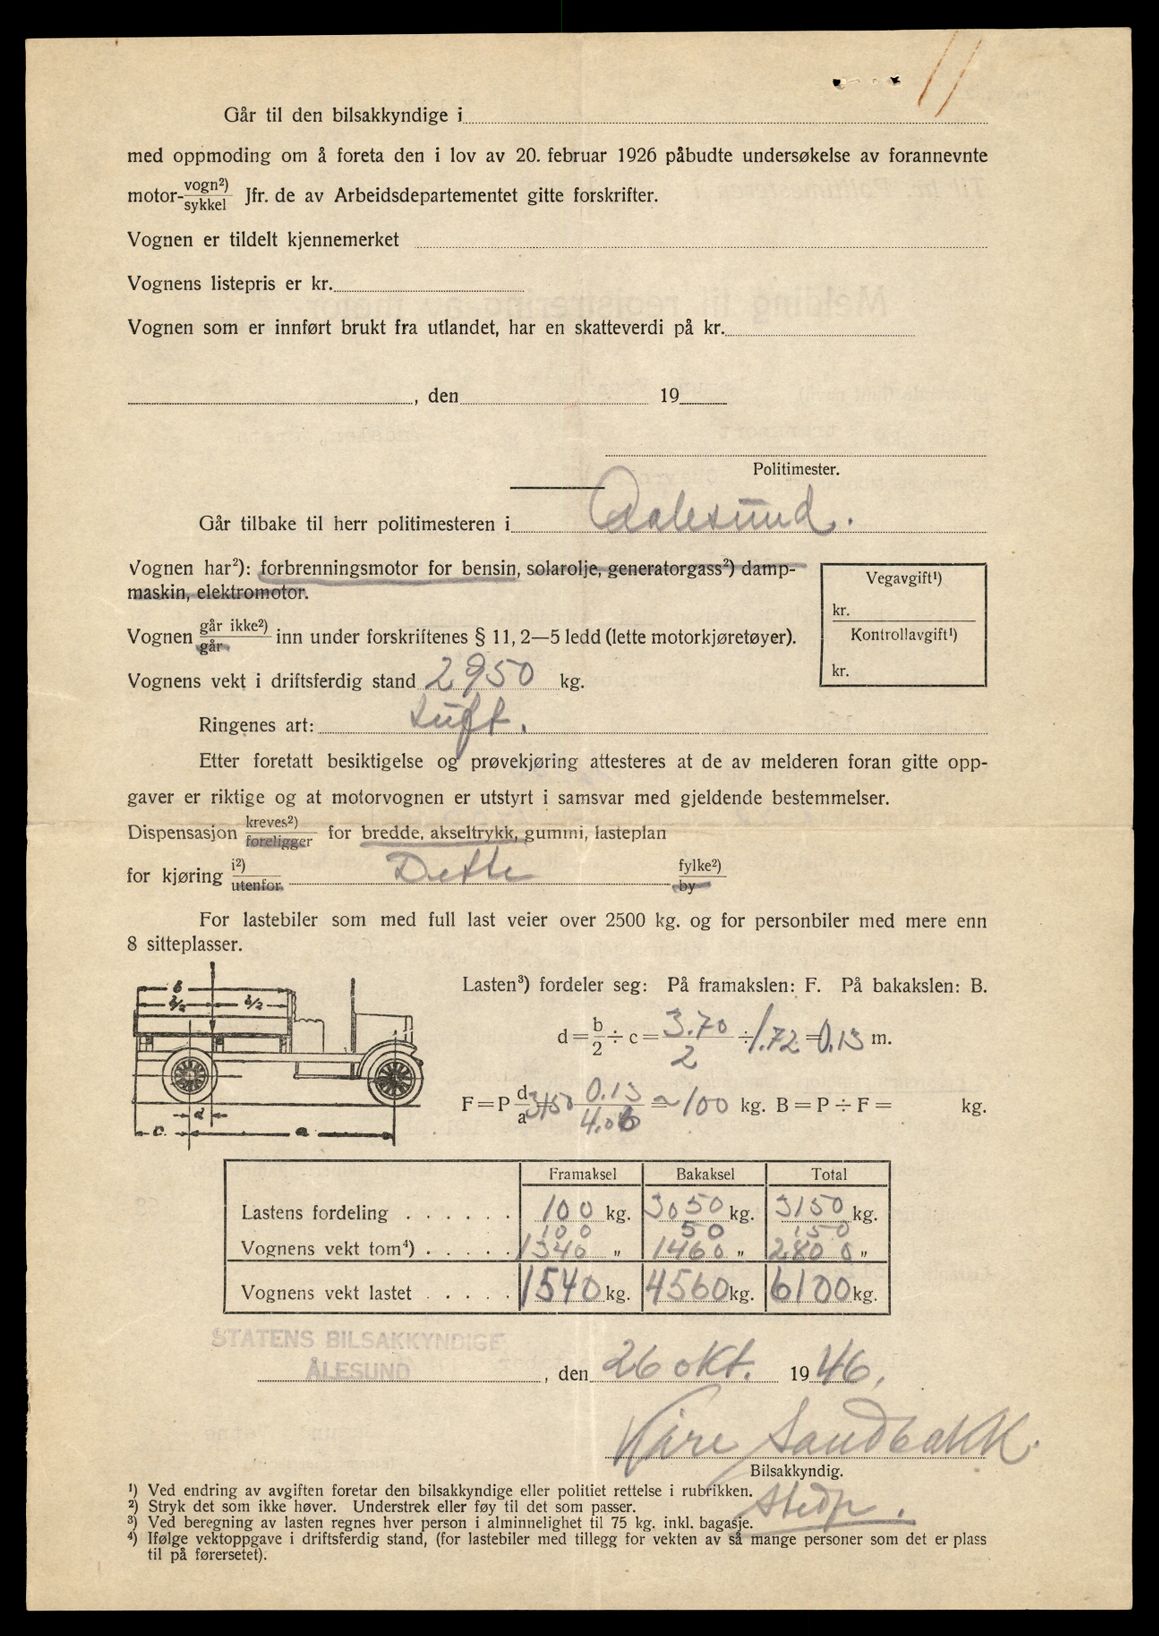 Går til den bilsakkyndige i
med oppmoding om å foreta den i lov av 20. februar 1926 påbudte undersøkelse av forannevnte
motor-vogn²)/sykkel Jfr. de av Arbeidsdepartementet gitte forskrifter.
Vognen er tildelt kjennemerket
Vognens listepris er kr.
Vognen som er innført brukt fra utlandet, har en skatteverdi på kr.
, den 19
Politimester.
Går tilbake til herr politimesteren i Aalesund.
Vognen har²): forbrenningsmotor for bensin, solarolje, generatorgass²) damp-
maskin, elektromotor.
Vegavgift¹)
kr.
Kontrollavgift¹)
kr.
Vognen går ikke²)/går inn under forskriftenes § 11, 2—5 ledd (lette motorkjøretøyer).
Vognens vekt i driftsferdig stand 2950 kg.
Ringenes art: Luft.
Etter foretatt besiktigelse og prøvekjøring attesteres at de av melderen foran gitte opp-
gaver er riktige og at motorvognen er utstyrt i samsvar med gjeldende bestemmelser.
Dispensasjon kreves²)/foreligger for bredde, akseltrykk, gummi, lasteplan
for kjøring i²)/utenfor Dette fylke²)/by
For lastebiler som med full last veier over 2500 kg. og for personbiler med mere enn
8 sitteplasser.
b
b/2 b/2
d
c. a
Lasten³) fordeler seg: På framakslen: F. På bakakslen: B.
d = b/2 ÷ c = 3.70/2 ÷ 1.72 = 0.13 m.
F = P d/a 3150 0.13/4.06 = ~ 100 kg. B = P ÷ F = kg.
Framaksel Bakaksel Total
Lastens fordeling . . . . . . 100 kg. 3050 kg. 3150 kg.
100 50 150
Vognens vekt tom⁴) . . . . . 1340 „ 1460 „ 2800 „
Vognens vekt lastet . . . . . 1540 kg. 4560 kg. 6100 kg.
STATENS BILSAKKYNDIGE
ÅLESUND
, den 26 okt. 1946.
Kåre Sandbakk.
Bilsakkyndig.
¹) Ved endring av avgiften foretar den bilsakkyndige eller politiet rettelse i rubrikken.
²) Stryk det som ikke høver. Understrek eller føy til det som passer.
³) Ved beregning av lasten regnes hver person i alminnelighet til 75 kg. inkl. bagasje.
⁴) Ifølge vektoppgave i driftsferdig stand, (for lastebiler med tillegg for vekten av så mange personer som det er plass
til på førersetet).